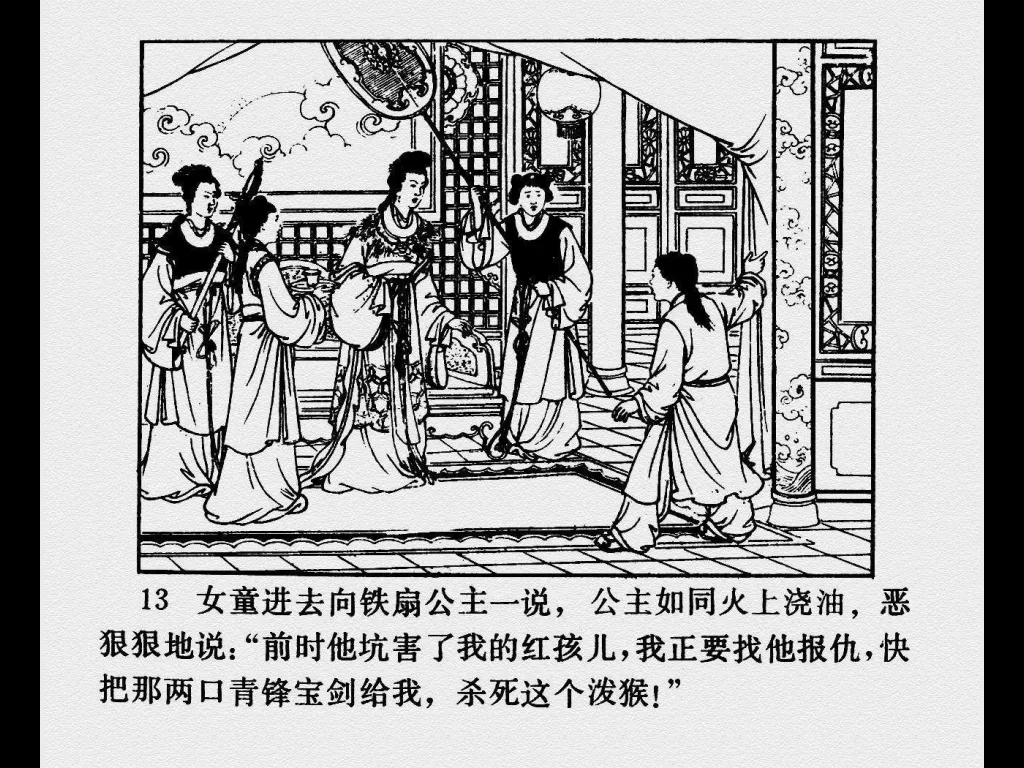 13 女童进去向铁扇公主一说，公主如同火上浇油，恶
狠狠地说：“前时他坑害了我的红孩儿，我正要找他报仇，快
把那两口青锋宝剑给我，杀死这个泼猴！”